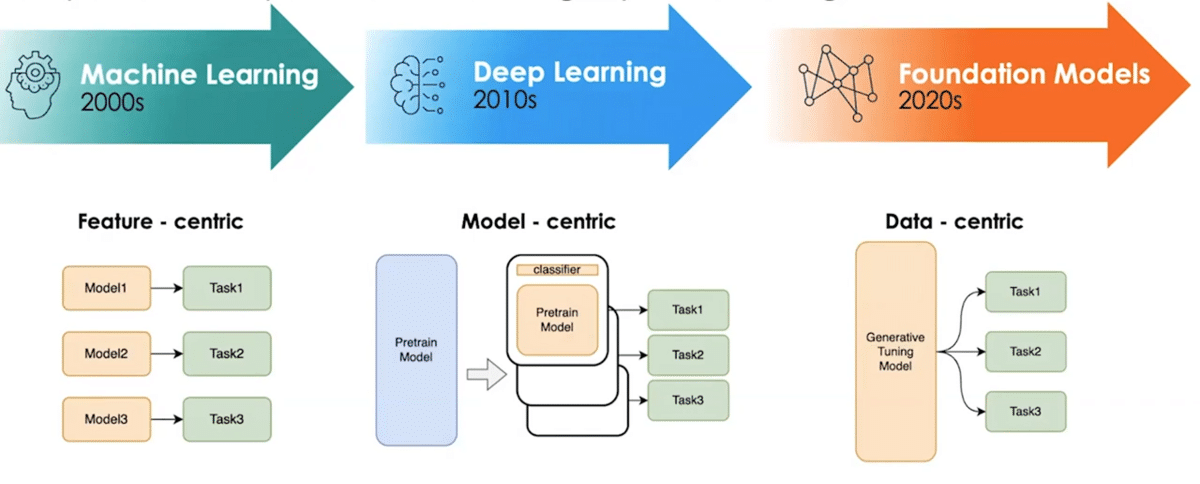 Machine Learning
2000s
Deep Learning
2010s
Foundation Models
2020s
Feature - centric
Model1
Task1
Model2
Task2
Model3
Task3
Model - centric
Pretrain
Model
classifier
Pretrain
Model
Task1
Task2
Task3
Data - centric
Generative
Tuning
Model
Task1
Task2
Task3